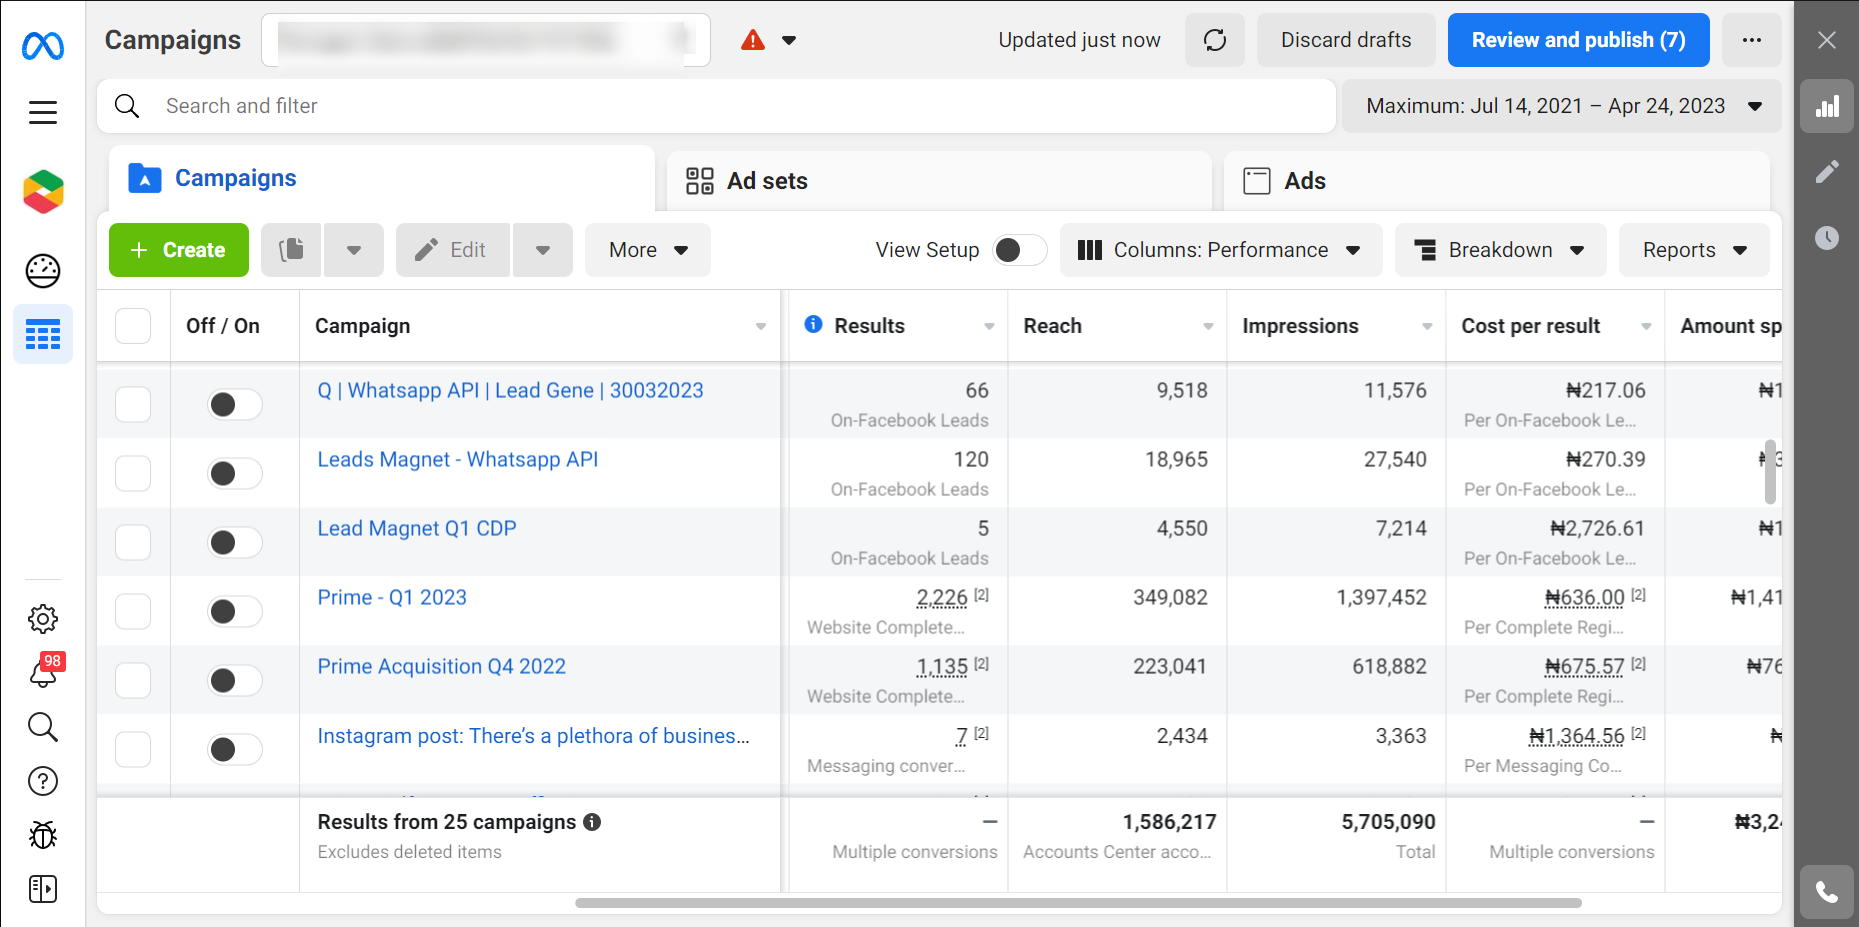 Campaigns
Updated just now
Discard drafts
Review and publish (7)
Search and filter
Maximum: Jul 14, 2021 – Apr 24, 2023
Campaigns
Ad sets
Ads
+ Create
Edit
More
View Setup
Columns: Performance
Breakdown
Reports
Off / On
Campaign
Results
Reach
Impressions
Cost per result
Amount sp
Q | Whatsapp API | Lead Gene | 30032023
66
9,518
11,576
₦217.06
₦1
On-Facebook Leads
Per On-Facebook Le...
Leads Magnet - Whatsapp API
120
18,965
27,540
₦270.39
₦3
On-Facebook Leads
Per On-Facebook Le...
Lead Magnet Q1 CDP
5
4,550
7,214
₦2,726.61
₦1
On-Facebook Leads
Per On-Facebook Le...
Prime - Q1 2023
2,226 [2]
349,082
1,397,452
₦636.00 [2]
₦1,41
Website Complete...
Per Complete Regi...
Prime Acquisition Q4 2022
1,135 [2]
223,041
618,882
₦675.57 [2]
₦76
Website Complete...
Per Complete Regi...
Instagram post: There’s a plethora of busines...
7 [2]
2,434
3,363
₦1,364.56 [2]
₦
Messaging conver...
Per Messaging Co...
Results from 25 campaigns
—
1,586,217
5,705,090
—
₦3,24
Excludes deleted items
Multiple conversions
Accounts Center acco...
Total
Multiple conversions
98